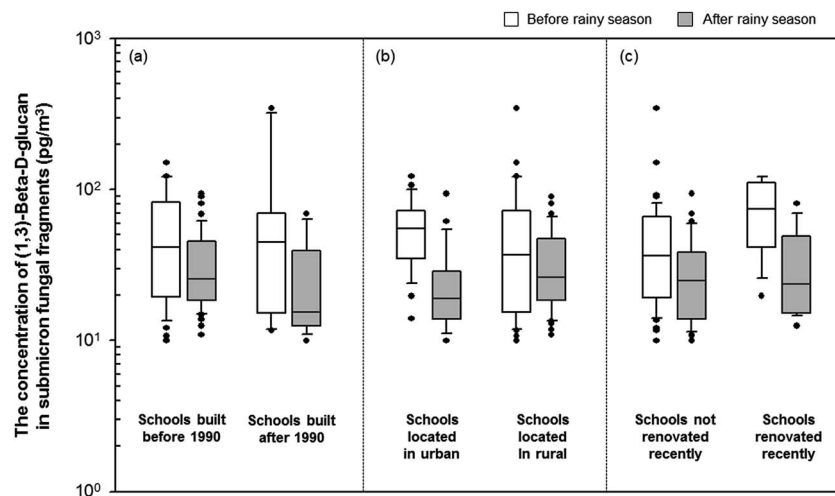 Before rainy season After rainy season
The concentration of (1,3)-Beta-D-glucan
in submicron fungal fragments (pg/m³)
10³
10²
10¹
10⁰
(a) (b) (c)
Schools built
before 1990
Schools built
after 1990
Schools
located
in urban
Schools
located
In rural
Schools not
renovated
recently
Schools
renovated
recently